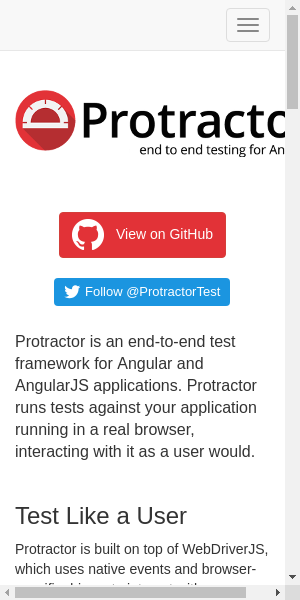 Protracto
end to end testing for An
View on GitHub
Follow @ProtractorTest
Protractor is an end-to-end test
framework for Angular and
AngularJS applications. Protractor
runs tests against your application
running in a real browser,
interacting with it as a user would.
Test Like a User
Protractor is built on top of WebDriverJS,
which uses native events and browser-